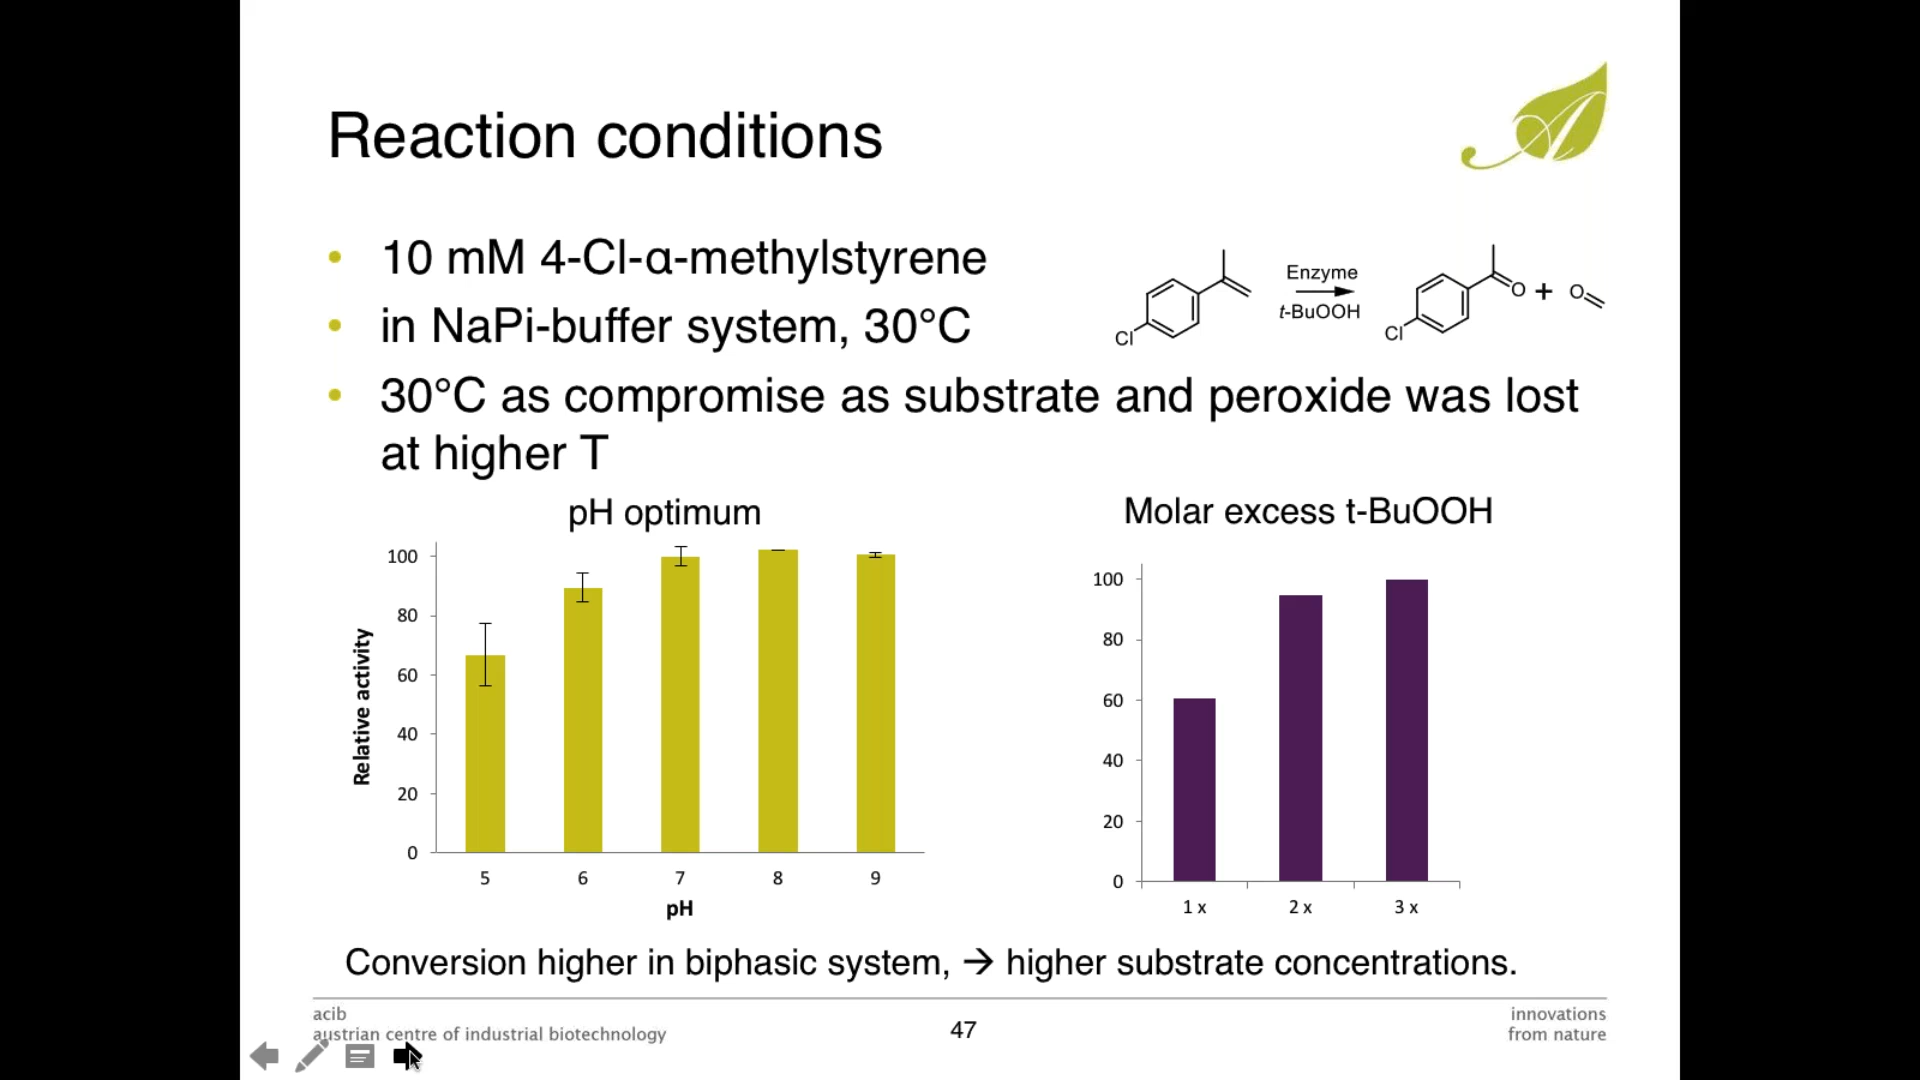 Reaction conditions
• 10 mM 4-Cl-α-methylstyrene
• in NaPi-buffer system, 30°C
• 30°C as compromise as substrate and peroxide was lost
at higher T
Enzyme
t-BuOOH
Cl
Cl
O
+
O
pH optimum
Relative activity
100
80
60
40
20
0
5 6 7 8 9
pH
Molar excess t-BuOOH
100
80
60
40
20
0
1 x 2 x 3 x
Conversion higher in biphasic system, → higher substrate concentrations.
acib
austrian centre of industrial biotechnology
47
innovations
from nature